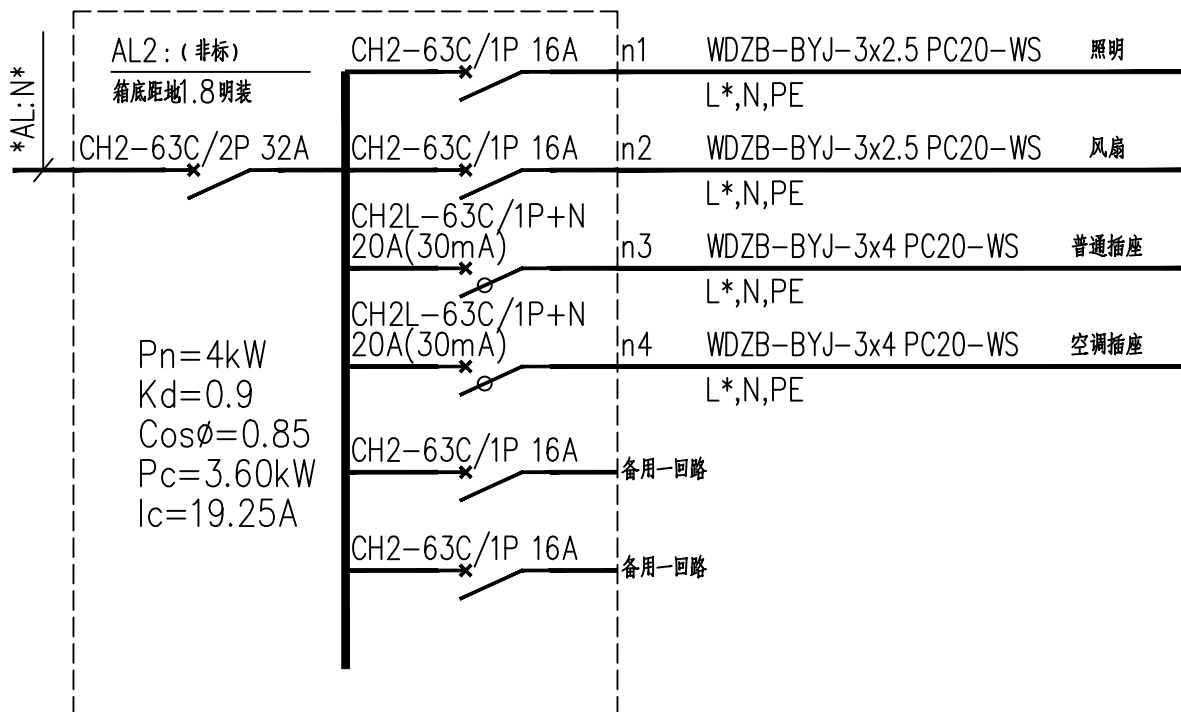 *AL:N*
AL2：（非标）
箱底距地1.8明装
CH2-63C/2P 32A
CH2-63C/1P 16A
n1
WDZB-BYJ-3x2.5 PC20-WS
照明
L*,N,PE
CH2-63C/1P 16A
n2
WDZB-BYJ-3x2.5 PC20-WS
风扇
L*,N,PE
CH2L-63C/1P+N
20A(30mA)
n3
WDZB-BYJ-3x4 PC20-WS
普通插座
L*,N,PE
CH2L-63C/1P+N
20A(30mA)
n4
WDZB-BYJ-3x4 PC20-WS
空调插座
L*,N,PE
Pn=4kW
Kd=0.9
Cosø=0.85
Pc=3.60kW
Ic=19.25A
CH2-63C/1P 16A
备用一回路
CH2-63C/1P 16A
备用一回路